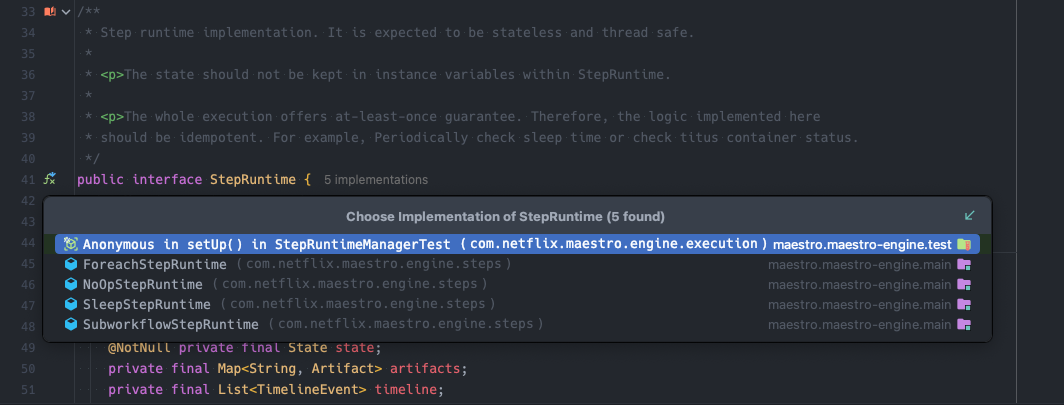 33 /**
34 * Step runtime implementation. It is expected to be stateless and thread safe.
35 *
36 * <p>The state should not be kept in instance variables within StepRuntime.
37 *
38 * <p>The whole execution offers at-least-once guarantee. Therefore, the logic implemented here
39 * should be idempotent. For example, Periodically check sleep time or check titus container status.
40 */
41 public interface StepRuntime { 5 implementations
42
43 Choose Implementation of StepRuntime (5 found)
44 Anonymous in setUp() in StepRuntimeManagerTest (com.netflix.maestro.engine.execution) maestro.maestro-engine.test
45 ForeachStepRuntime (com.netflix.maestro.engine.steps) maestro.maestro-engine.main
46 NoOpStepRuntime (com.netflix.maestro.engine.steps) maestro.maestro-engine.main
47 SleepStepRuntime (com.netflix.maestro.engine.steps) maestro.maestro-engine.main
48 SubworkflowStepRuntime (com.netflix.maestro.engine.steps) maestro.maestro-engine.main
49 @NotNull private final State state;
50 private final Map<String, Artifact> artifacts;
51 private final List<TimelineEvent> timeline;